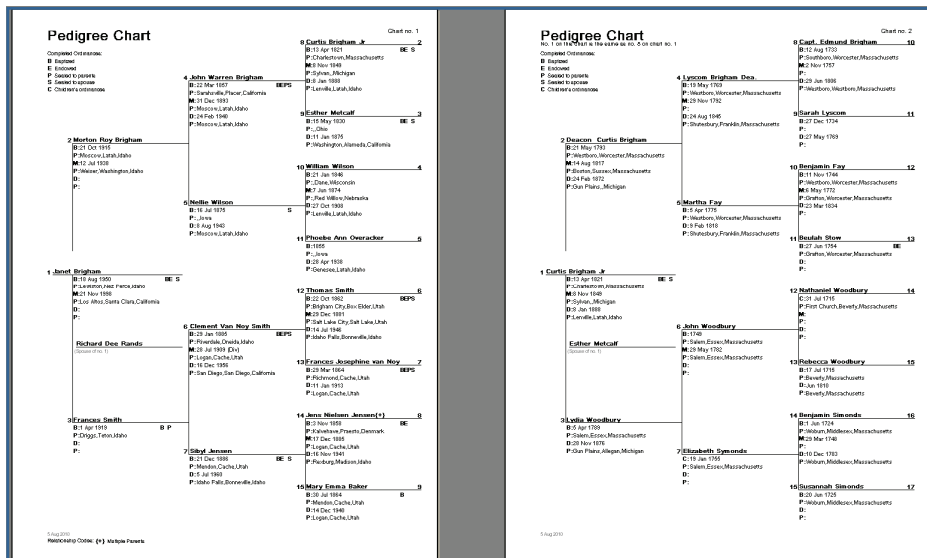 Pedigree Chart
Chart no. 1
Completed Ordinances:
B Baptized
E Endowed
P Sealed to parents
S Sealed to spouse
C Children's ordinances
8 Curtis Brigham Jr 2
B:13 Apr 1821 BE S
P:Charlestown,Massachusetts
M:8 Nov 1849
P:Sylvan,,Michigan
D:8 Jan 1888
P:Lenville,Latah,Idaho
4 John Warren Brigham
B:22 Mar 1857 BEPS
P:Sarahsville,Placer,California
M:31 Dec 1893
P:Moscow,Latah,Idaho
D:24 Feb 1940
P:Moscow,Latah,Idaho
9 Esther Metcalf 3
B:15 May 1830 BE S
P:,,Ohio
D:11 Jan 1875
P:Washington,Alameda,California
2 Morton Roy Brigham
B:21 Oct 1915
P:Moscow,Latah,Idaho
M:12 Jul 1938
P:Weiser,Washington,Idaho
D:
P:
10 William Wilson 4
B:21 Jan 1846
P:,Dane,Wisconsin
M:7 Jun 1874
P:,Red Willow,Nebraska
D:27 Oct 1908
P:Lenville,Latah,Idaho
5 Nellie Wilson
B:16 Jul 1875 S
P:,,Iowa
D:8 Aug 1943
P:Moscow,Latah,Idaho
11 Phoebe Ann Overacker 5
B:1855
P:,,Iowa
D:28 Apr 1938
P:Genesee,Latah,Idaho
1 Janet Brigham
B:18 Aug 1950 BE S
P:Lewiston,Nez Perce,Idaho
M:21 Nov 1998
P:Los Altos,Santa Clara,California
D:
P:
Richard Dee Rands
(Spouse of no. 1)
12 Thomas Smith 6
B:22 Oct 1862 BEPS
P:Brigham City,Box Elder,Utah
M:29 Dec 1881
P:Salt Lake City,Salt Lake,Utah
D:14 Jul 1946
P:Idaho Falls,Bonneville,Idaho
6 Clement Van Noy Smith
B:29 Jan 1885 BEPS
P:Riverdale,Oneida,Idaho
M:28 Jul 1909 (Div)
P:Logan,Cache,Utah
D:16 Dec 1956
P:San Diego,San Diego,California
13 Frances Josephine van Noy 7
B:29 Mar 1864 BEPS
P:Richmond,Cache,Utah
D:11 Jan 1913
P:Logan,Cache,Utah
3 Frances Smith
B:1 Apr 1919 B P
P:Driggs,Teton,Idaho
D:
P:
14 Jens Nielsen Jensen(+) 8
B:3 Nov 1858 BE
P:Kalvehave,Praesto,Denmark
M:17 Dec 1885
P:Logan,Cache,Utah
D:16 Nov 1941
P:Rexburg,Madison,Idaho
7 Sibyl Jensen
B:21 Dec 1886 BE S
P:Mendon,Cache,Utah
D:5 Jul 1960
P:Idaho Falls,Bonneville,Idaho
15 Mary Emma Baker 9
B:30 Jul 1864 B
P:Mendon,Cache,Utah
D:14 Dec 1940
P:Logan,Cache,Utah
5 Aug 2010
Relationship Codes: (+) Multiple Parents
Pedigree Chart
Chart no. 2
No. 1 on this chart is the same as no. 8 on chart no. 1
Completed Ordinances:
B Baptized
E Endowed
P Sealed to parents
S Sealed to spouse
C Children's ordinances
8 Capt. Edmund Brigham 10
B:12 Aug 1733
P:Southboro,Worcester,Massachusetts
M:2 Nov 1757
P:
D:29 Jun 1806
P:Westboro,Westboro,Massachusetts
4 Lyscom Brigham Dea.
B:19 May 1769
P:Westboro,Worcester,Massachusetts
M:29 Nov 1792
P:
D:24 Aug 1845
P:Shutesbury,Franklin,Massachusetts
9 Sarah Lyscom 11
B:27 Dec 1734
P:
D:27 May 1769
P:
2 Deacon Curtis Brigham
B:21 May 1793
P:Westboro,Worcester,Massachusetts
M:14 Aug 1817
P:Boston,Sussex,Massachusetts
D:24 Feb 1872
P:Gun Plains,,Michigan
10 Benjamin Fay 12
B:11 Nov 1744
P:Westboro,Worcester,Massachusetts
M:6 May 1772
P:Grafton,Worcester,Massachusetts
D:23 Mar 1834
P:
5 Martha Fay
B:5 Apr 1775
P:Westboro,Worcester,Massachusetts
D:9 Feb 1818
P:Shutesbury,Franklin,Massachusetts
11 Beulah Stow 13
B:27 Jun 1754 BE
P:Grafton,Worcester,Massachusetts
D:
P:
1 Curtis Brigham Jr
B:13 Apr 1821 BE S
P:Charlestown,Massachusetts
M:8 Nov 1849
P:Sylvan,,Michigan
D:8 Jan 1888
P:Lenville,Latah,Idaho
Esther Metcalf
(Spouse of no. 1)
12 Nathaniel Woodbury 14
C:31 Jul 1715
P:First Church,Beverly,Massachusetts
M:
P:
D:
P:
6 John Woodbury
B:1749
P:Salem,Essex,Massachusetts
M:29 May 1782
P:Salem,Essex,Massachusetts
D:
P:
13 Rebecca Woodbury 15
B:17 Jul 1715
P:Beverly,Massachusetts
D:Jun 1810
P:Beverly,Massachusetts
3 Lydia Woodbury
B:5 Apr 1789
P:Salem,Essex,Massachusetts
D:28 Nov 1876
P:Gun Plains,Allegan,Michigan
14 Benjamin Simonds 16
B:1 Jun 1724
P:Woburn,Middlesex,Massachusetts
M:29 Mar 1748
P:
D:10 Dec 1783
P:Woburn,Middlesex,Massachusetts
7 Elizabeth Symonds
C:19 Jan 1755
P:Salem,Essex,Massachusetts
D:
P:
15 Susannah Simonds 17
B:20 Jun 1725
P:Woburn,Middlesex,Massachusetts
D:
P:
5 Aug 2010